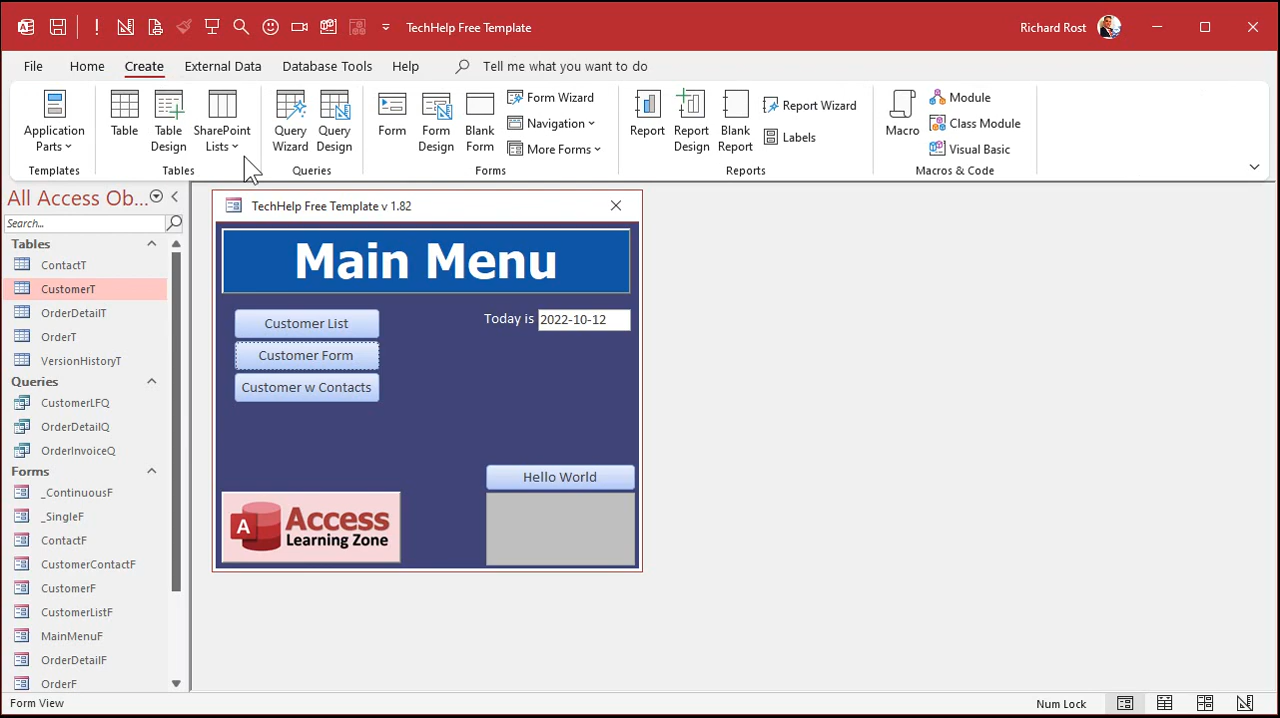 TechHelp Free Template
Richard Rost
File Home Create External Data Database Tools Help Tell me what you want to do
Application Parts
Templates
Table
Table Design
SharePoint Lists
Tables
Query Wizard
Query Design
Queries
Form
Form Design
Blank Form
Form Wizard
Navigation
More Forms
Forms
Report
Report Design
Blank Report
Report Wizard
Labels
Reports
Macro
Module
Class Module
Visual Basic
Macros & Code
All Access Ob...
Search...
Tables
ContactT
CustomerT
OrderDetailT
OrderT
VersionHistoryT
Queries
CustomerLFQ
OrderDetailQ
OrderInvoiceQ
Forms
_ContinuousF
_SingleF
ContactF
CustomerContactF
CustomerF
CustomerListF
MainMenuF
OrderDetailF
OrderF
TechHelp Free Template v 1.82
Main Menu
Customer List
Customer Form
Customer w Contacts
Today is 2022-10-12
Hello World
A Access
Learning Zone
Form View
Num Lock